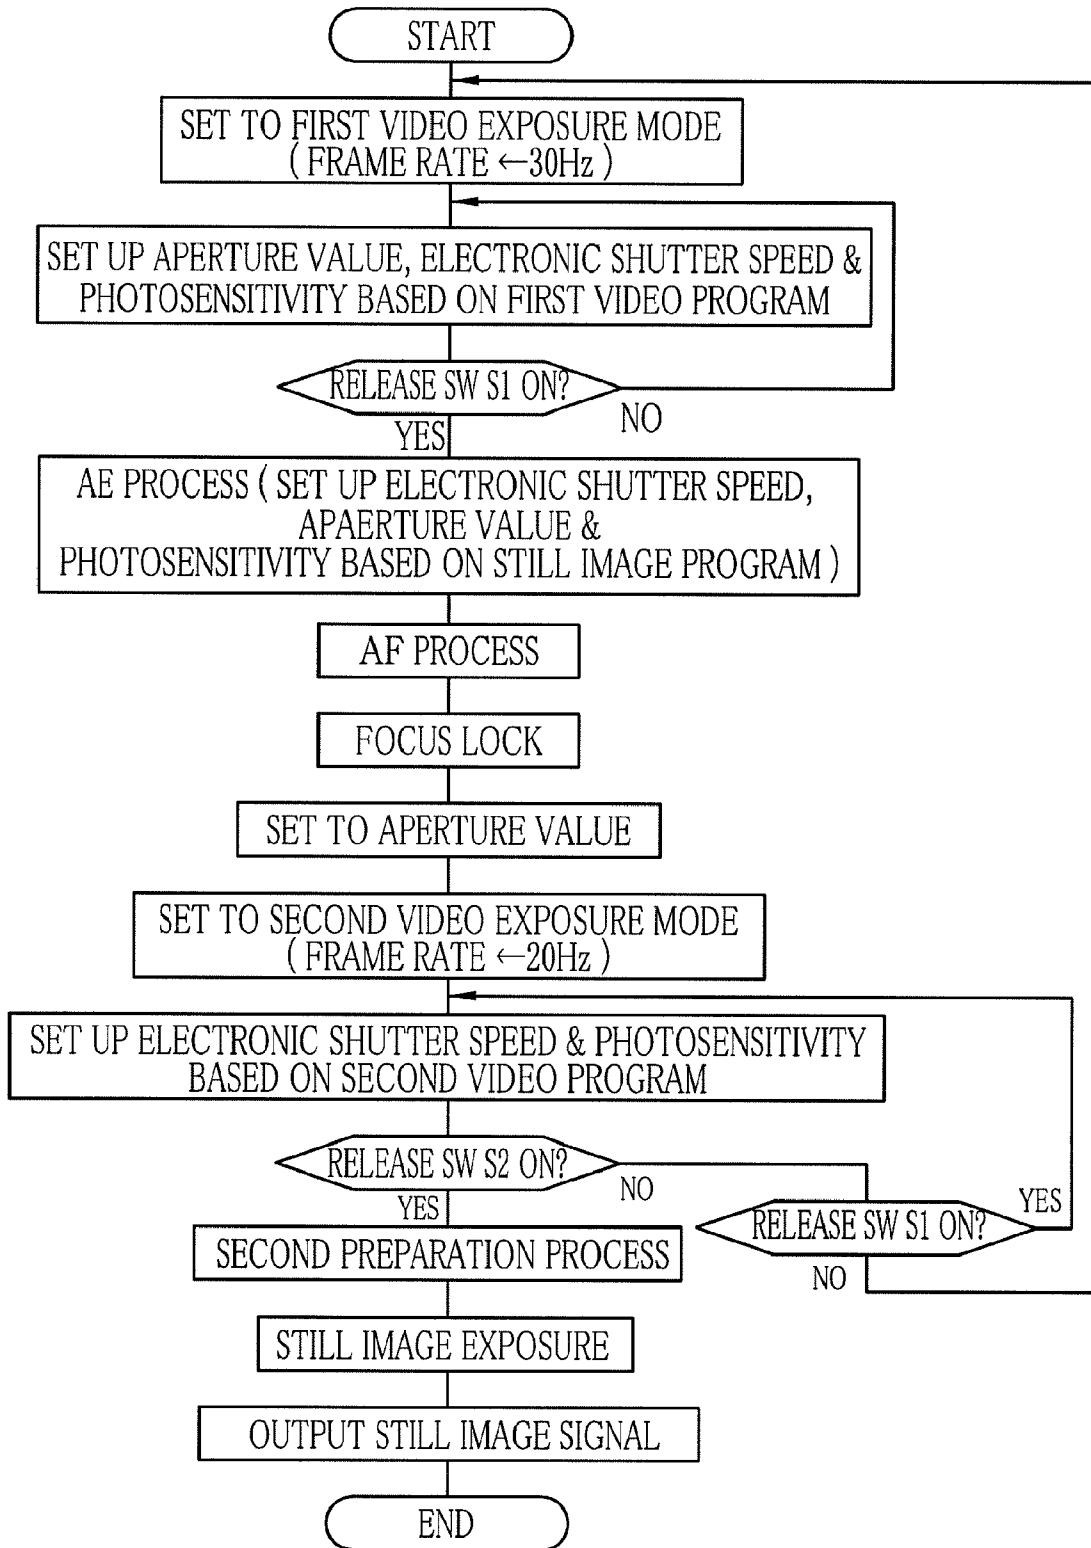 START
SET TO FIRST VIDEO EXPOSURE MODE
( FRAME RATE ←30Hz )
SET UP APERTURE VALUE, ELECTRONIC SHUTTER SPEED &
PHOTOSENSITIVITY BASED ON FIRST VIDEO PROGRAM
RELEASE SW S1 ON?
NO
YES
AE PROCESS ( SET UP ELECTRONIC SHUTTER SPEED,
APAERTURE VALUE &
PHOTOSENSITIVITY BASED ON STILL IMAGE PROGRAM )
AF PROCESS
FOCUS LOCK
SET TO APERTURE VALUE
SET TO SECOND VIDEO EXPOSURE MODE
( FRAME RATE ←20Hz )
SET UP ELECTRONIC SHUTTER SPEED & PHOTOSENSITIVITY
BASED ON SECOND VIDEO PROGRAM
RELEASE SW S2 ON?
NO
YES
RELEASE SW S1 ON?
YES
NO
SECOND PREPARATION PROCESS
STILL IMAGE EXPOSURE
OUTPUT STILL IMAGE SIGNAL
END